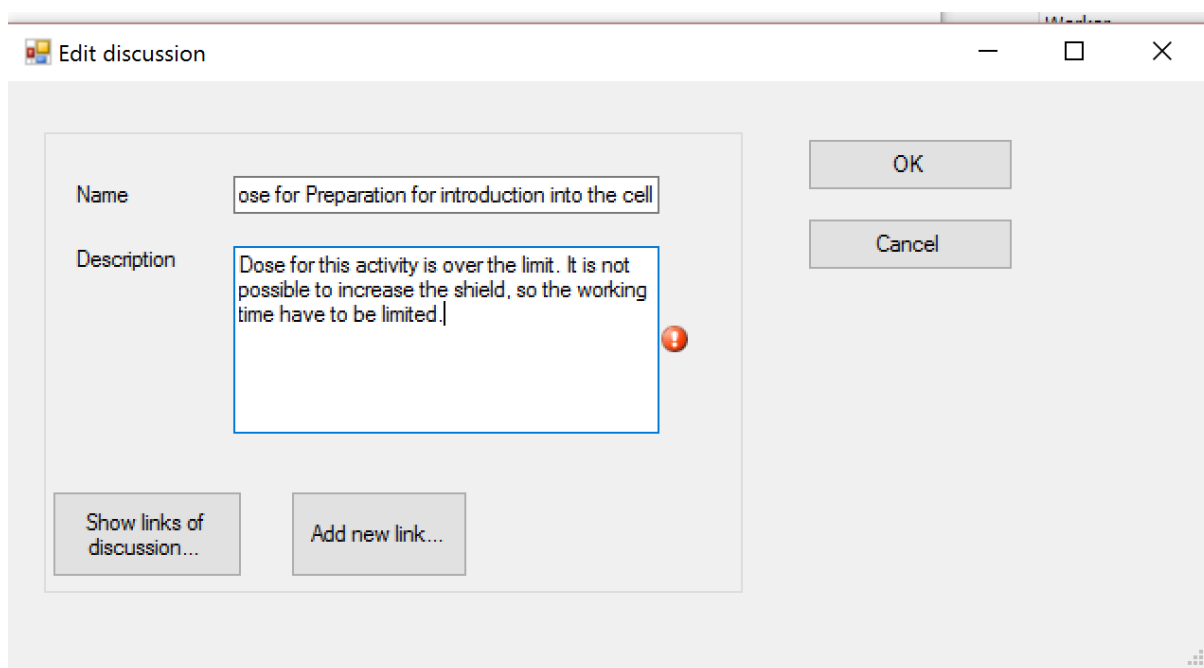 Edit discussion
Name
ose for Preparation for introduction into the cell
Description
Dose for this activity is over the limit. It is not
possible to increase the shield, so the working
time have to be limited.
Show links of
discussion...
Add new link...
OK
Cancel